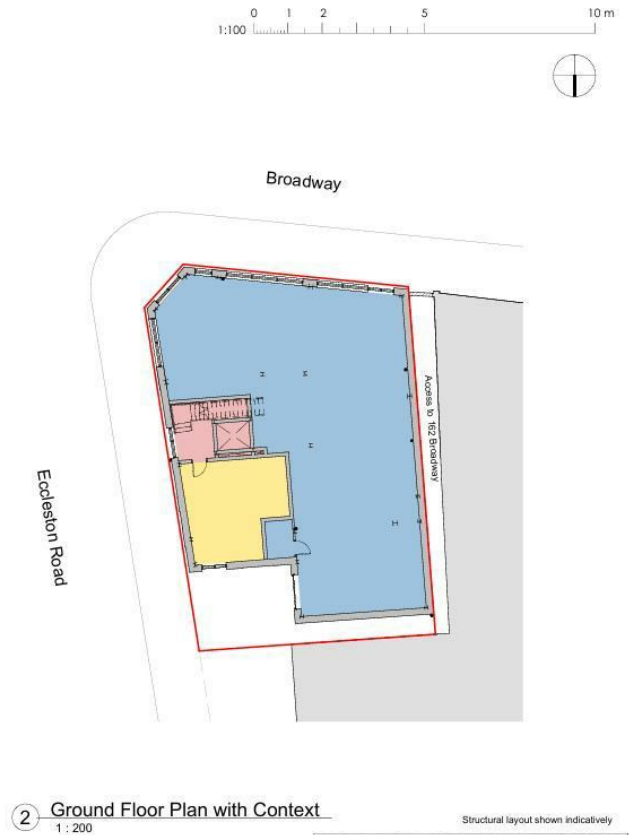 0 1 2 5 10 m
1:100
Broadway
Access to 162 Broadway
Eccleston Road
2 Ground Floor Plan with Context
1 : 200
Structural layout shown indicatively